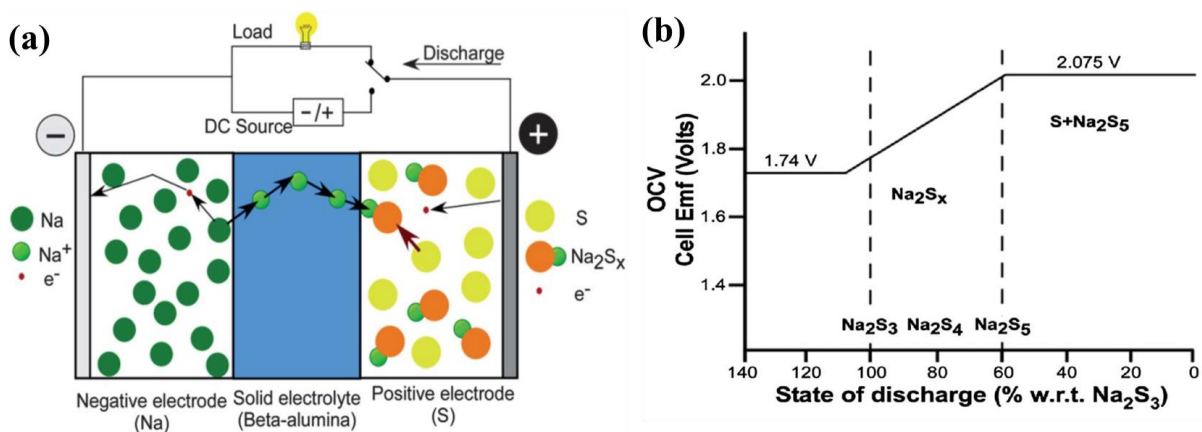 (a)
Load
Discharge
−/+
DC Source
−
+
Na
Na⁺
e⁻
S
Na₂Sₓ
e⁻
Negative electrode
(Na)
Solid electrolyte
(Beta-alumina)
Positive electrode
(S)
(b)
OCV
Cell Emf (Volts)
2.0
1.8
1.6
1.4
2.075 V
S+Na₂S₅
1.74 V
Na₂Sₓ
Na₂S₃ Na₂S₄ Na₂S₅
140 120 100 80 60 40 20 0
State of discharge (% w.r.t. Na₂S₃)